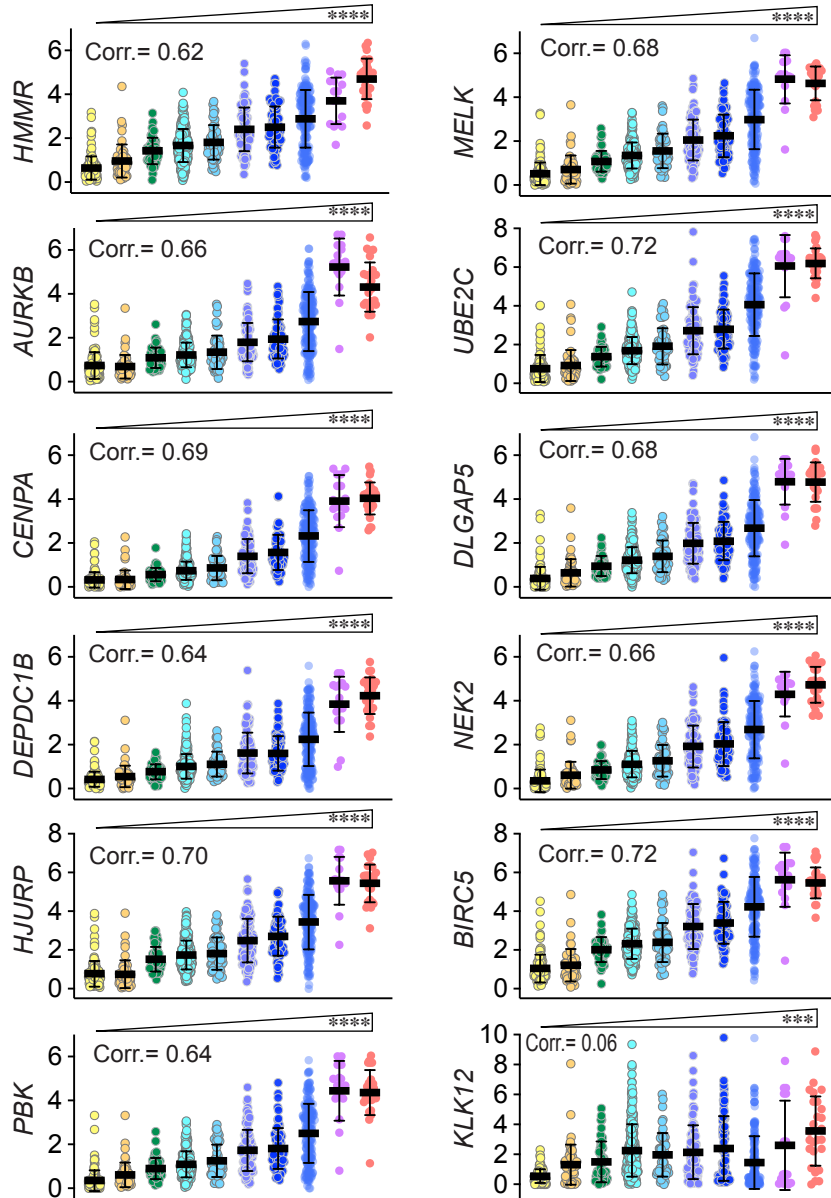 ****
HMMR
Corr.= 0.62
6
4
2
0
****
MELK
Corr.= 0.68
6
4
2
0
****
AURKB
Corr.= 0.66
6
4
2
0
****
UBE2C
Corr.= 0.72
8
6
4
2
0
****
CENPA
Corr.= 0.69
6
4
2
0
****
DLGAP5
Corr.= 0.68
6
4
2
0
****
DEPDC1B
Corr.= 0.64
6
4
2
0
****
NEK2
Corr.= 0.66
6
4
2
0
****
HJURP
Corr.= 0.70
8
6
4
2
0
****
BIRC5
Corr.= 0.72
8
6
4
2
0
****
PBK
Corr.= 0.64
6
4
2
0
***
KLK12
Corr.= 0.06
10
8
6
4
2
0